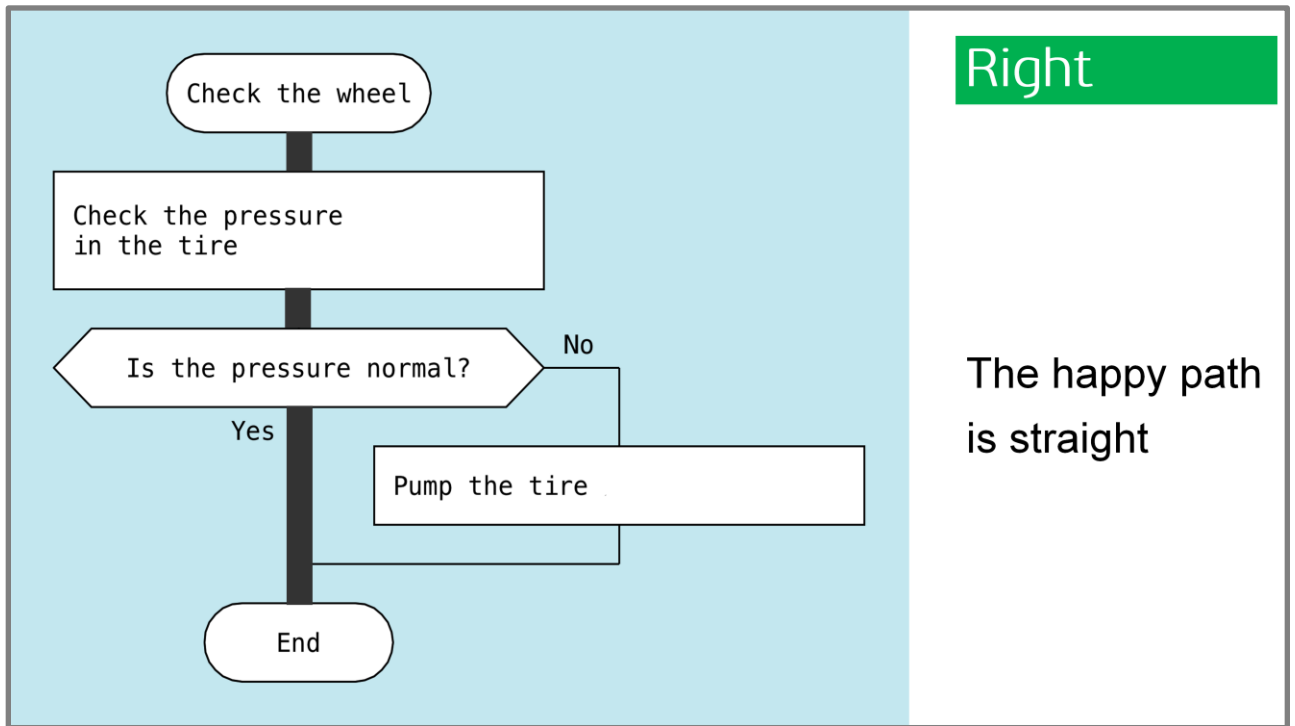 Check the wheel
Check the pressure
in the tire
Is the pressure normal?
No
Yes
Pump the tire
End
Right
The happy path
is straight